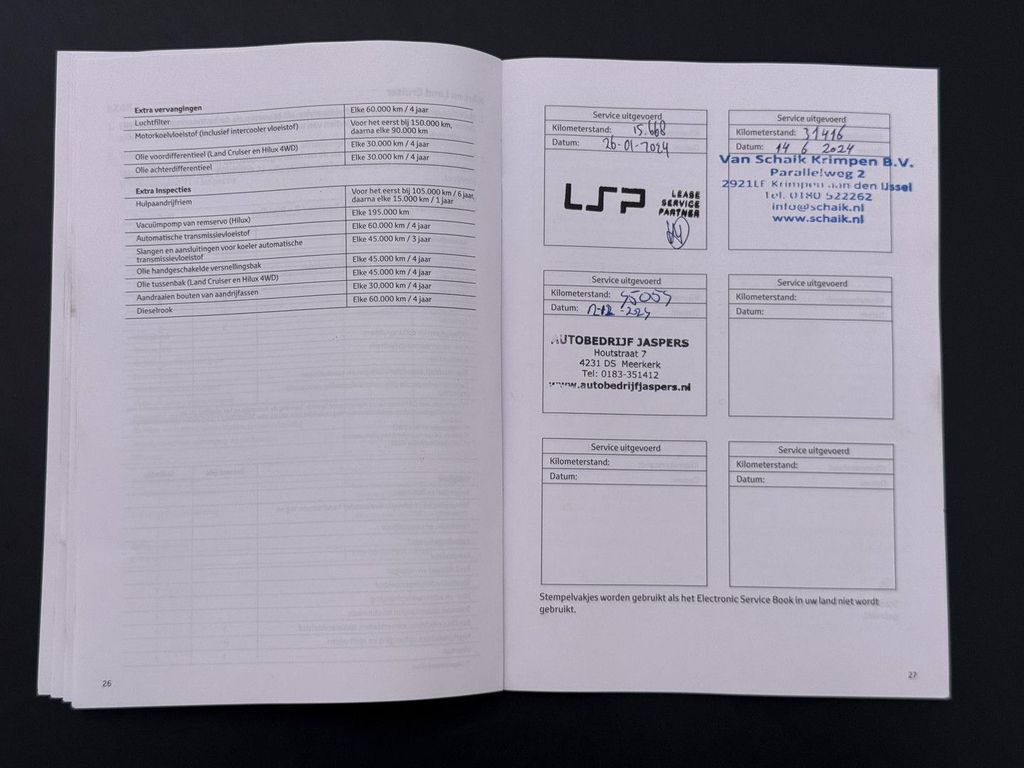 Extra vervangingen
Luchtfilter Elke 60.000 km / 4 jaar
Motorkoelvloeistof (inclusief intercooler vloeistof) Voor het eerst bij 150.000 km,
daarna elke 90.000 km
Olie voordifferentieel (Land Cruiser en Hilux 4WD) Elke 30.000 km / 4 jaar
Olie achterdifferentieel Elke 30.000 km / 4 jaar
Extra Inspecties
Hulpaandrijfriem Voor het eerst bij 105.000 km / 6 jaar,
daarna elke 15.000 km / 1 jaar
Vacuümpomp van remservo (Hilux) Elke 195.000 km
Automatische transmissievloeistof Elke 60.000 km / 4 jaar
Slangen en aansluitingen voor koeler automatische
transmissievloeistof Elke 45.000 km / 3 jaar
Olie handgeschakelde versnellingsbak Elke 45.000 km / 4 jaar
Olie tussenbak (Land Cruiser en Hilux 4WD) Elke 45.000 km / 4 jaar
Aandraaien bouten van aandrijfassen Elke 30.000 km / 4 jaar
Dieselrook Elke 60.000 km / 4 jaar
26
Service uitgevoerd
Kilometerstand: 15.668
Datum: 26-01-2024
LSP LEASE
SERVICE
PARTNER
Service uitgevoerd
Kilometerstand: 31416
Datum: 14 6 2024
Van Schaik Krimpen B.V.
Parallelweg 2
2921LE Krimpen aan den IJssel
Tel. 0180 522262
info@schaik.nl
www.schaik.nl
Service uitgevoerd
Kilometerstand:
Datum:
AUTOBEDRIJF JASPERS
Houtstraat 7
4231 DS Meerkerk
Tel: 0183-351412
www.autobedrijfjaspers.nl
Service uitgevoerd
Kilometerstand:
Datum:
Service uitgevoerd
Kilometerstand:
Datum:
Service uitgevoerd
Kilometerstand:
Datum:
Stempelvakjes worden gebruikt als het Electronic Service Book in uw land niet wordt
gebruikt.
27